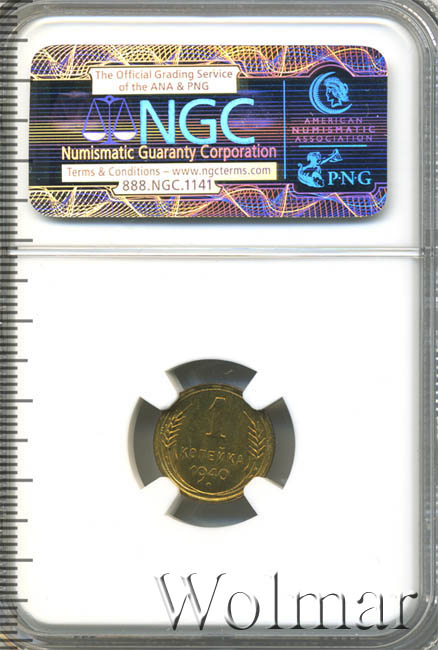 The Official Grading Service
of the ANA & PNG
NGC
Numismatic Guaranty Corporation
Terms & Conditions – www.ngcterms.com
888.NGC.1141
AMERICAN
NUMISMATIC
ASSOCIATION
P·N·G
1
КОПЕЙКА
1940
Wolmar